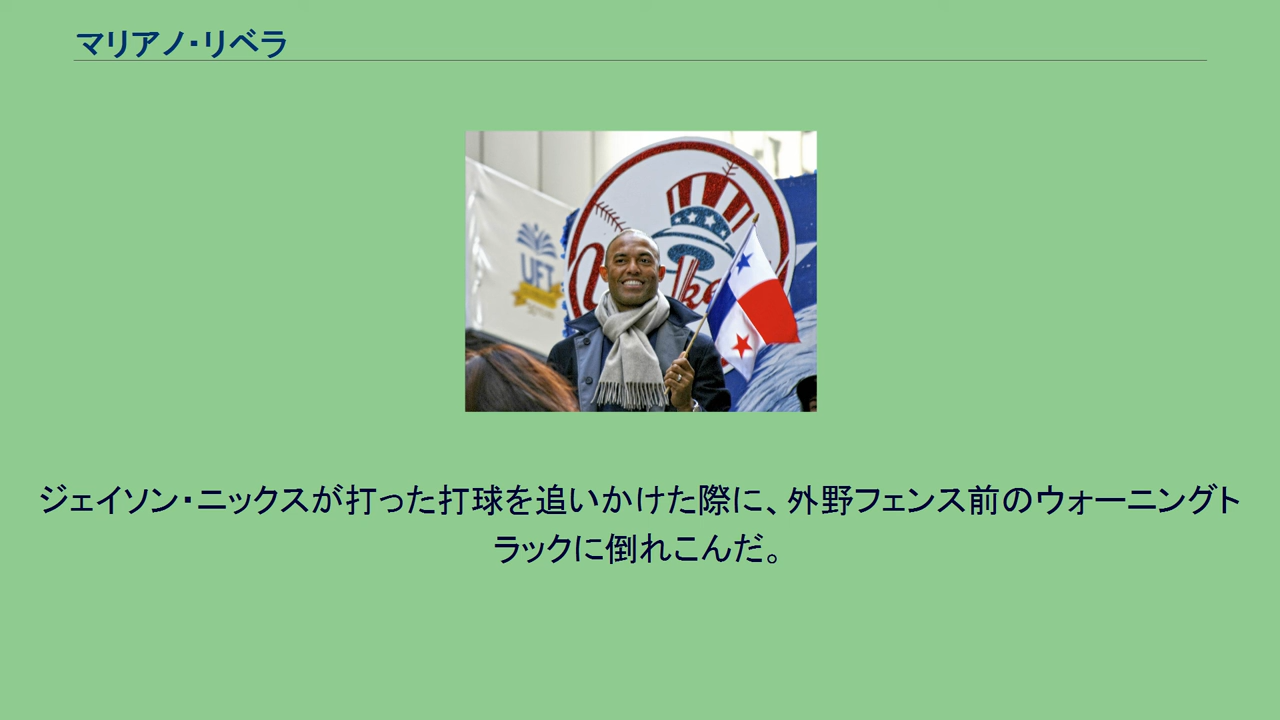 マリアノ・リベラ
UFT
ジェイソン・ニックスが打った打球を追いかけた際に、外野フェンス前のウォーニングト
ラックに倒れこんだ。